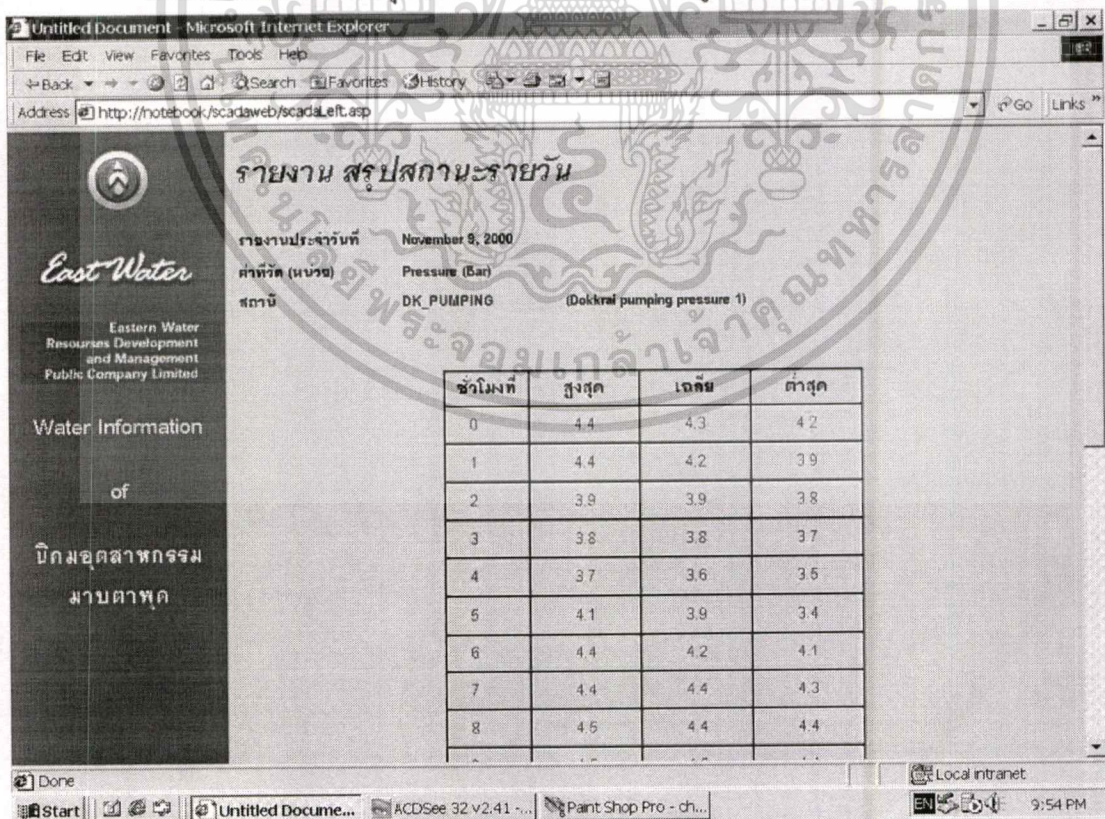 Untitled Document - Microsoft Internet Explorer
File Edit View Favorites Tools Help
Back Search Favorites History
Address http://notebook/scadaweb/scadaLeft.asp Go Links »
รายงาน สรุปสถานะรายวัน
รายงานประจำวันที่ November 9, 2000
ค่าที่วัด (หน่วย) Pressure (Bar)
สถานี DK_PUMPING (Dokkrai pumping pressure 1)
East Water
Eastern Water
Resourses Development
and Management
Public Company Limited
Water Information
of
นิคมอุตสาหกรรม
มาบตาพุด
ชั่วโมงที่ สูงสุด เฉลี่ย ต่ำสุด
0 4.4 4.3 4.2
1 4.4 4.2 3.9
2 3.9 3.9 3.8
3 3.8 3.8 3.7
4 3.7 3.6 3.5
5 4.1 3.9 3.4
6 4.4 4.2 4.1
7 4.4 4.4 4.3
8 4.5 4.4 4.4
Done Local intranet
Start Untitled Docume... ACDSee 32 v2.41 -... Paint Shop Pro - ch... EN 9:54 PM